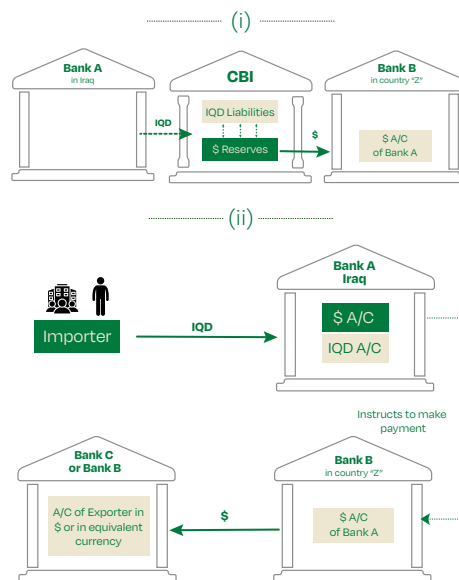 (i)
Bank A
in Iraq
IQD
CBI
IQD Liabilities
$ Reserves
$
Bank B
in country "Z"
$ A/C
of Bank A
(ii)
Importer
IQD
Bank A
Iraq
$ A/C
IQD A/C
Instructs to make
payment
Bank C
or Bank B
A/C of Exporter in
$ or in equivalent
currency
$
Bank B
in country "Z"
$ A/C
of Bank A